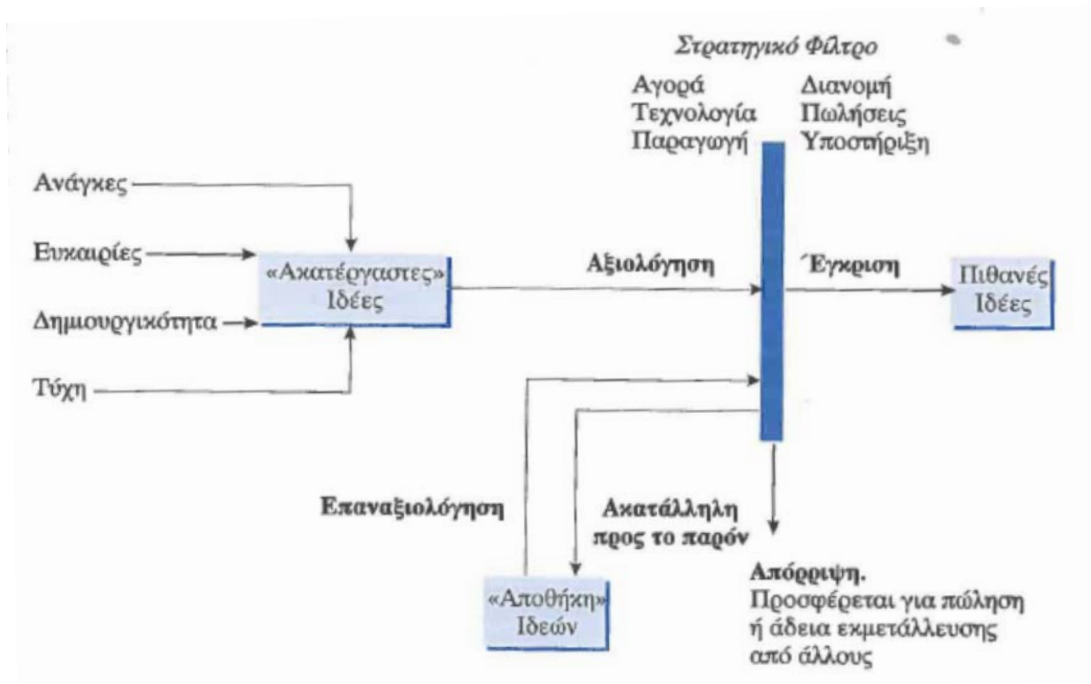 Στρατηγικό Φίλτρο
Αγορά Διανομή
Τεχνολογία Πωλήσεις
Παραγωγή Υποστήριξη
Ανάγκες
Ευκαιρίες
Δημιουργικότητα
Τύχη
«Ακατέργαστες»
Ιδέες
Αξιολόγηση
Έγκριση
Πιθανές
Ιδέες
Επαναξιολόγηση
Ακατάλληλη
προς το παρόν
«Αποθήκη»
Ιδεών
Απόρριψη.
Προσφέρεται για πώληση
ή άδεια εκμετάλλευσης
από άλλους